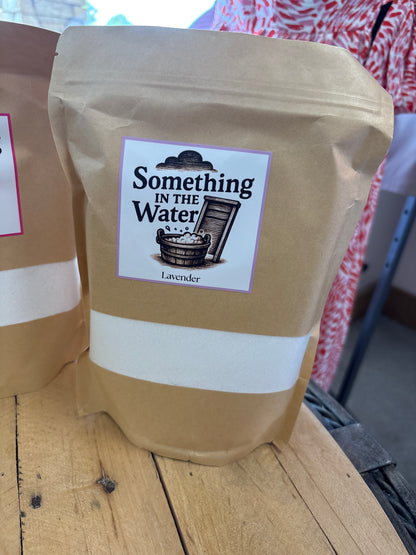 Something
IN THE
Water
Lavender